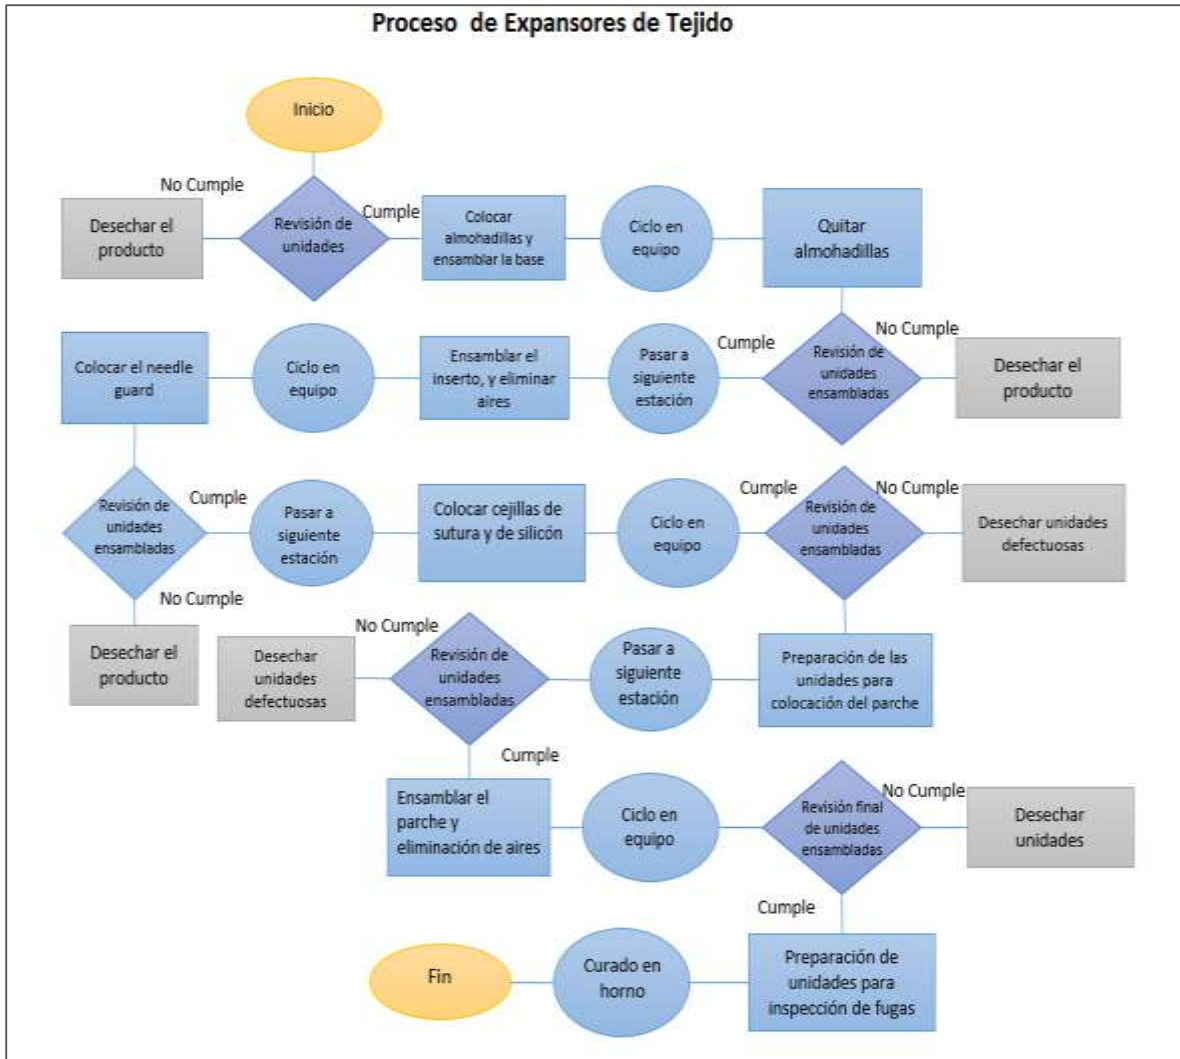 Proceso de Expansores de Tejido
Inicio
No Cumple
Desechar el
producto
Revisión de
unidades
Cumple
Colocar
almohadillas y
ensamblar la base
Ciclo en
equipo
Quitar
almohadillas
Colocar el needle
guard
Ciclo en
equipo
Ensamblar el
inserto, y eliminar
aires
Pasar a
siguiente
estación
Cumple
Revisión de
unidades
ensambladas
No Cumple
Desechar el
producto
Revisión de
unidades
ensambladas
Cumple
Pasar a
siguiente
estación
Colocar cejillas de
sutura y de silicón
Ciclo en
equipo
Cumple
Revisión de
unidades
ensambladas
No Cumple
Desechar unidades
defectuosas
No Cumple
Desechar el
producto
Desechar
unidades
defectuosas
No Cumple
Revisión de
unidades
ensambladas
Pasar a
siguiente
estación
Preparación de las
unidades para
colocación del parche
Cumple
Ensamblar el
parche y
eliminación de aires
Ciclo en
equipo
Revisión final
de unidades
ensambladas
No Cumple
Desechar
unidades
Cumple
Fin
Curado en
horno
Preparación de
unidades para
inspección de fugas